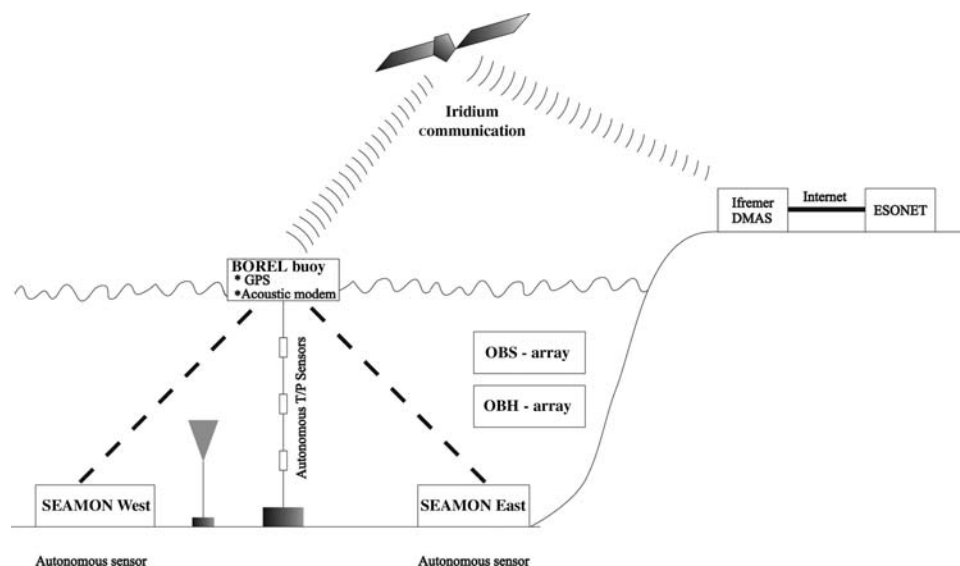 Iridium
communication
Ifremer
DMAS
Internet
ESONET
BOREL buoy
* GPS
*Acoustic modem
Autonomous T/P Sensors
OBS - array
OBH - array
SEAMON West
SEAMON East
Autonomous sensor
Autonomous sensor